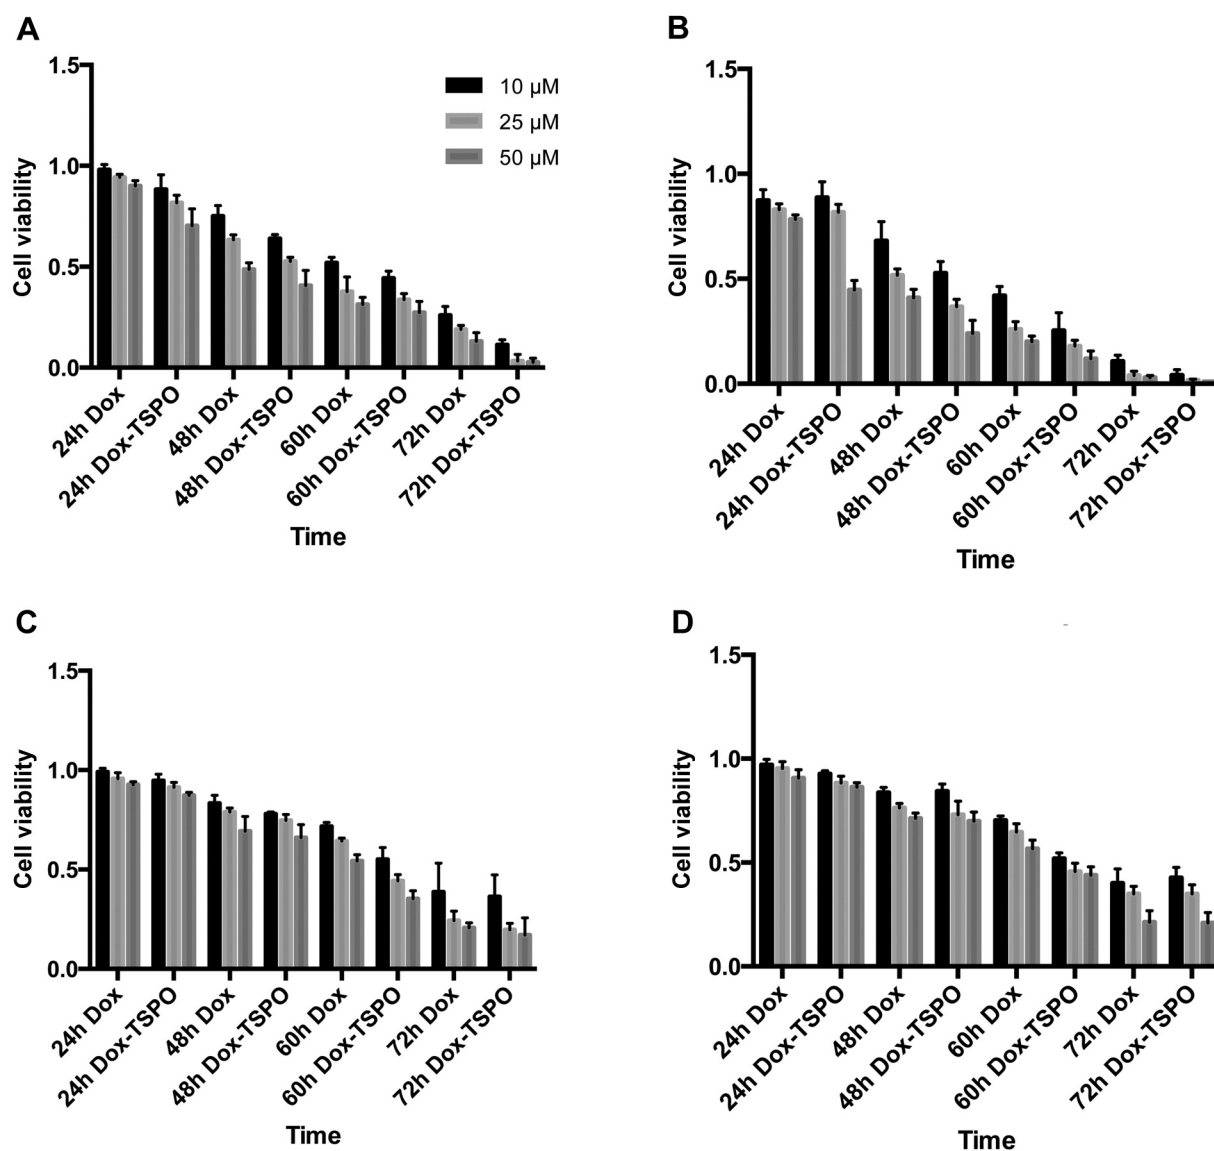 A
1.5
1.0
0.5
0.0
Cell viability
10 µM
25 µM
50 µM
24h Dox
24h Dox-TSPO
48h Dox
48h Dox-TSPO
60h Dox
60h Dox-TSPO
72h Dox
72h Dox-TSPO
Time
B
1.5
1.0
0.5
0.0
Cell viability
24h Dox
24h Dox-TSPO
48h Dox
48h Dox-TSPO
60h Dox
60h Dox-TSPO
72h Dox
72h Dox-TSPO
Time
C
1.5
1.0
0.5
0.0
Cell viability
24h Dox
24h Dox-TSPO
48h Dox
48h Dox-TSPO
60h Dox
60h Dox-TSPO
72h Dox
72h Dox-TSPO
Time
D
1.5
1.0
0.5
0.0
Cell viability
24h Dox
24h Dox-TSPO
48h Dox
48h Dox-TSPO
60h Dox
60h Dox-TSPO
72h Dox
72h Dox-TSPO
Time